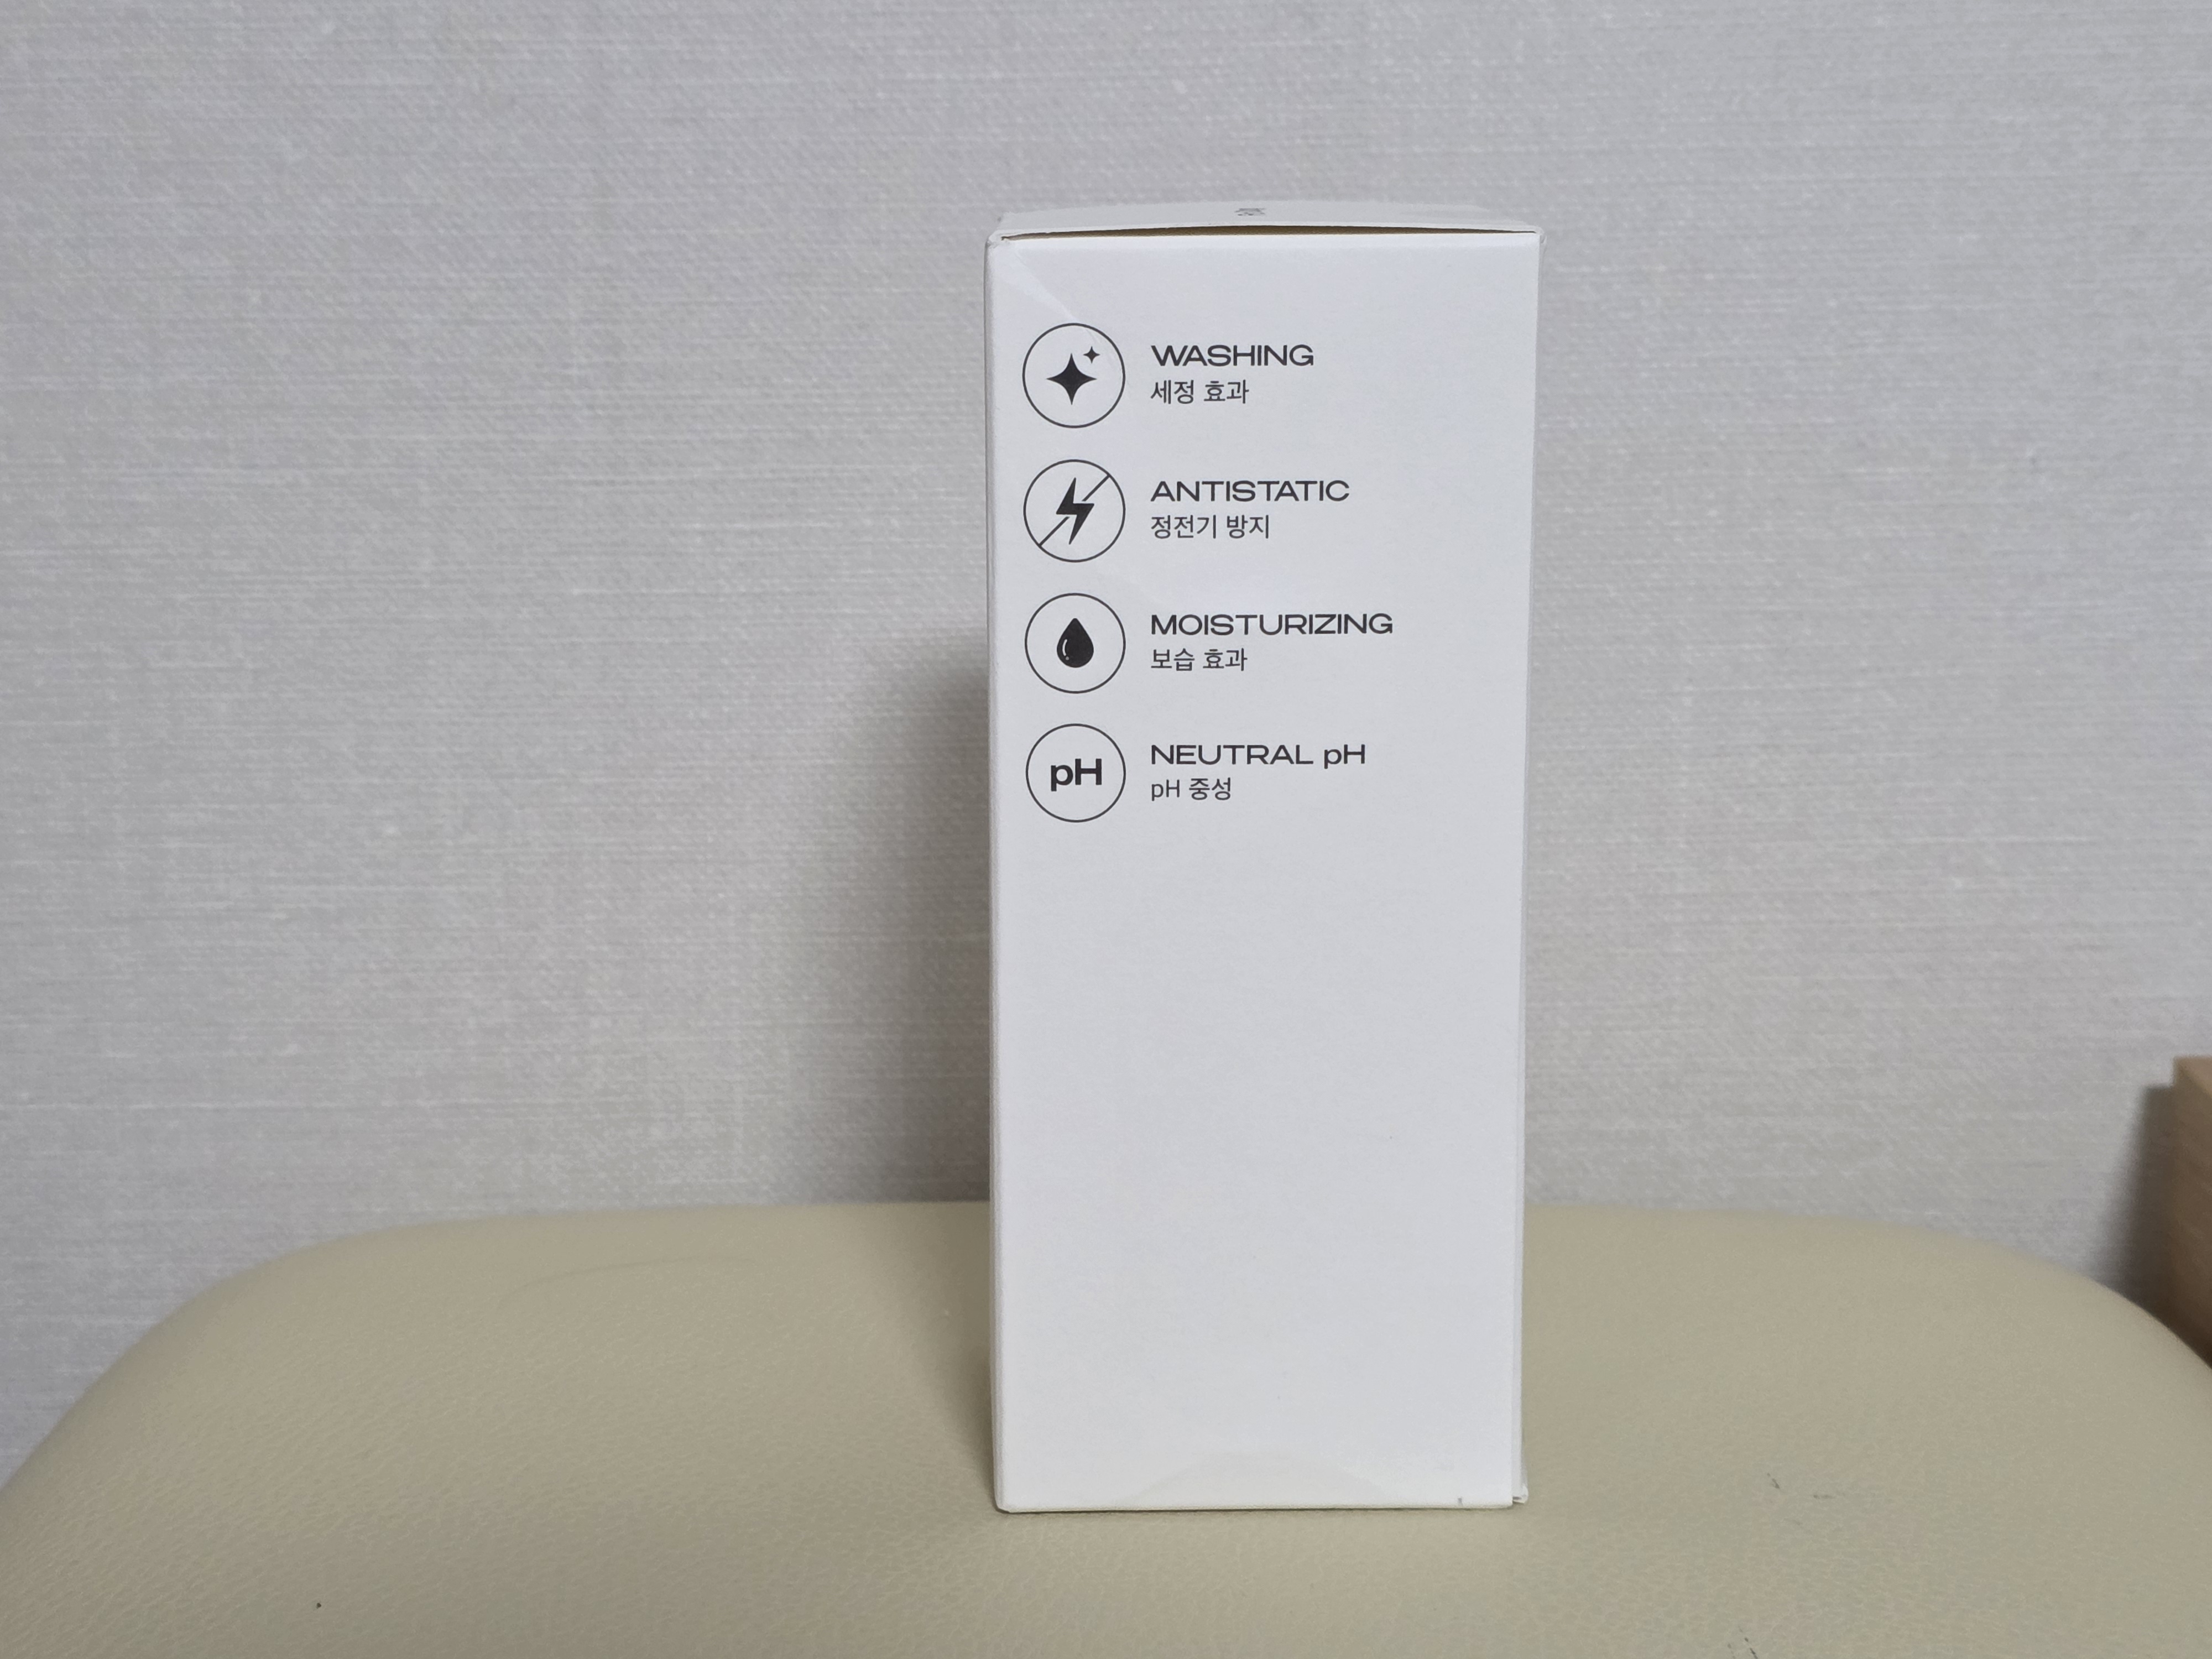 WASHING
세정 효과
ANTISTATIC
정전기 방지
MOISTURIZING
보습 효과
pH
NEUTRAL pH
pH 중성